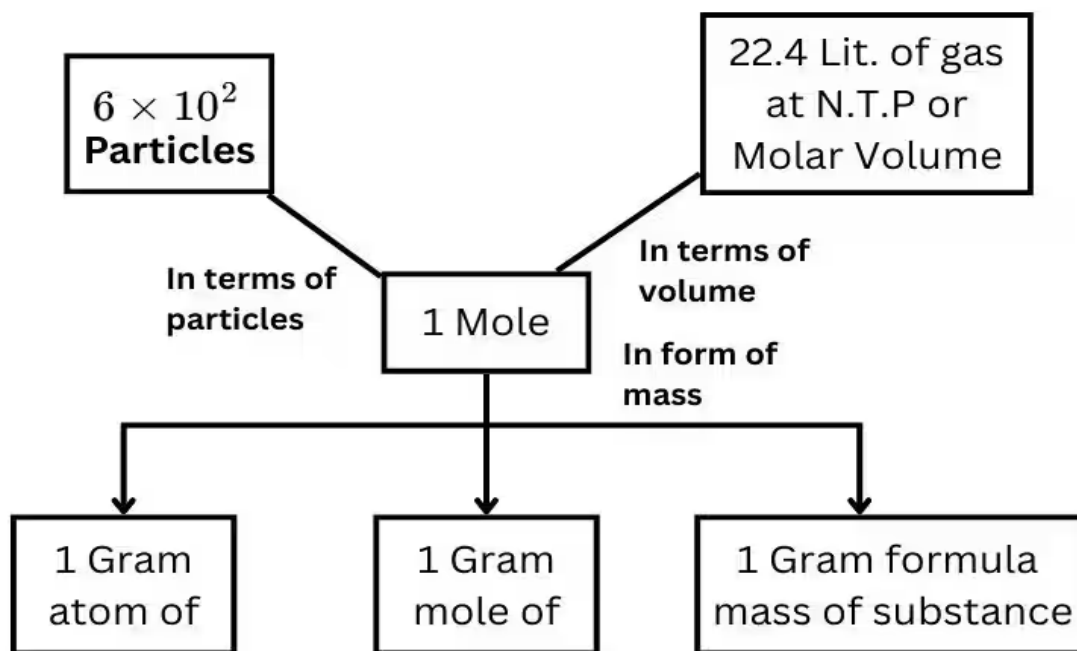 6 × 10²
Particles
22.4 Lit. of gas
at N.T.P or
Molar Volume
In terms of
particles
In terms of
volume
1 Mole
In form of
mass
1 Gram
atom of
1 Gram
mole of
1 Gram formula
mass of substance